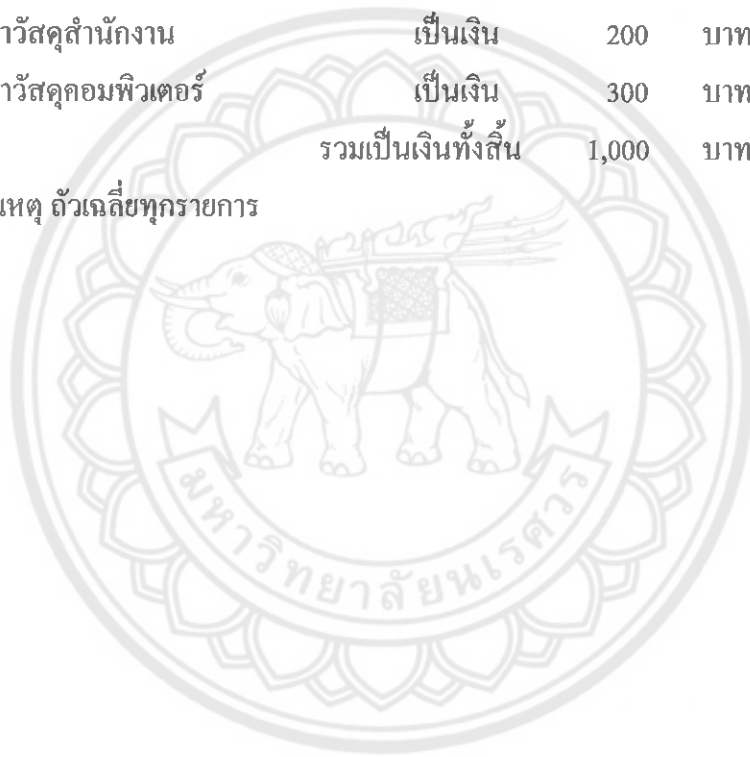 าวัสดุสำนักงาน เป็นเงิน 200 บาท
าวัสดุคอมพิวเตอร์ เป็นเงิน 300 บาท
รวมเป็นเงินทั้งสิ้น 1,000 บาท
หตุ ถัวเฉลี่ยทุกรายการ
มหาวิทยาลัยนเรศวร